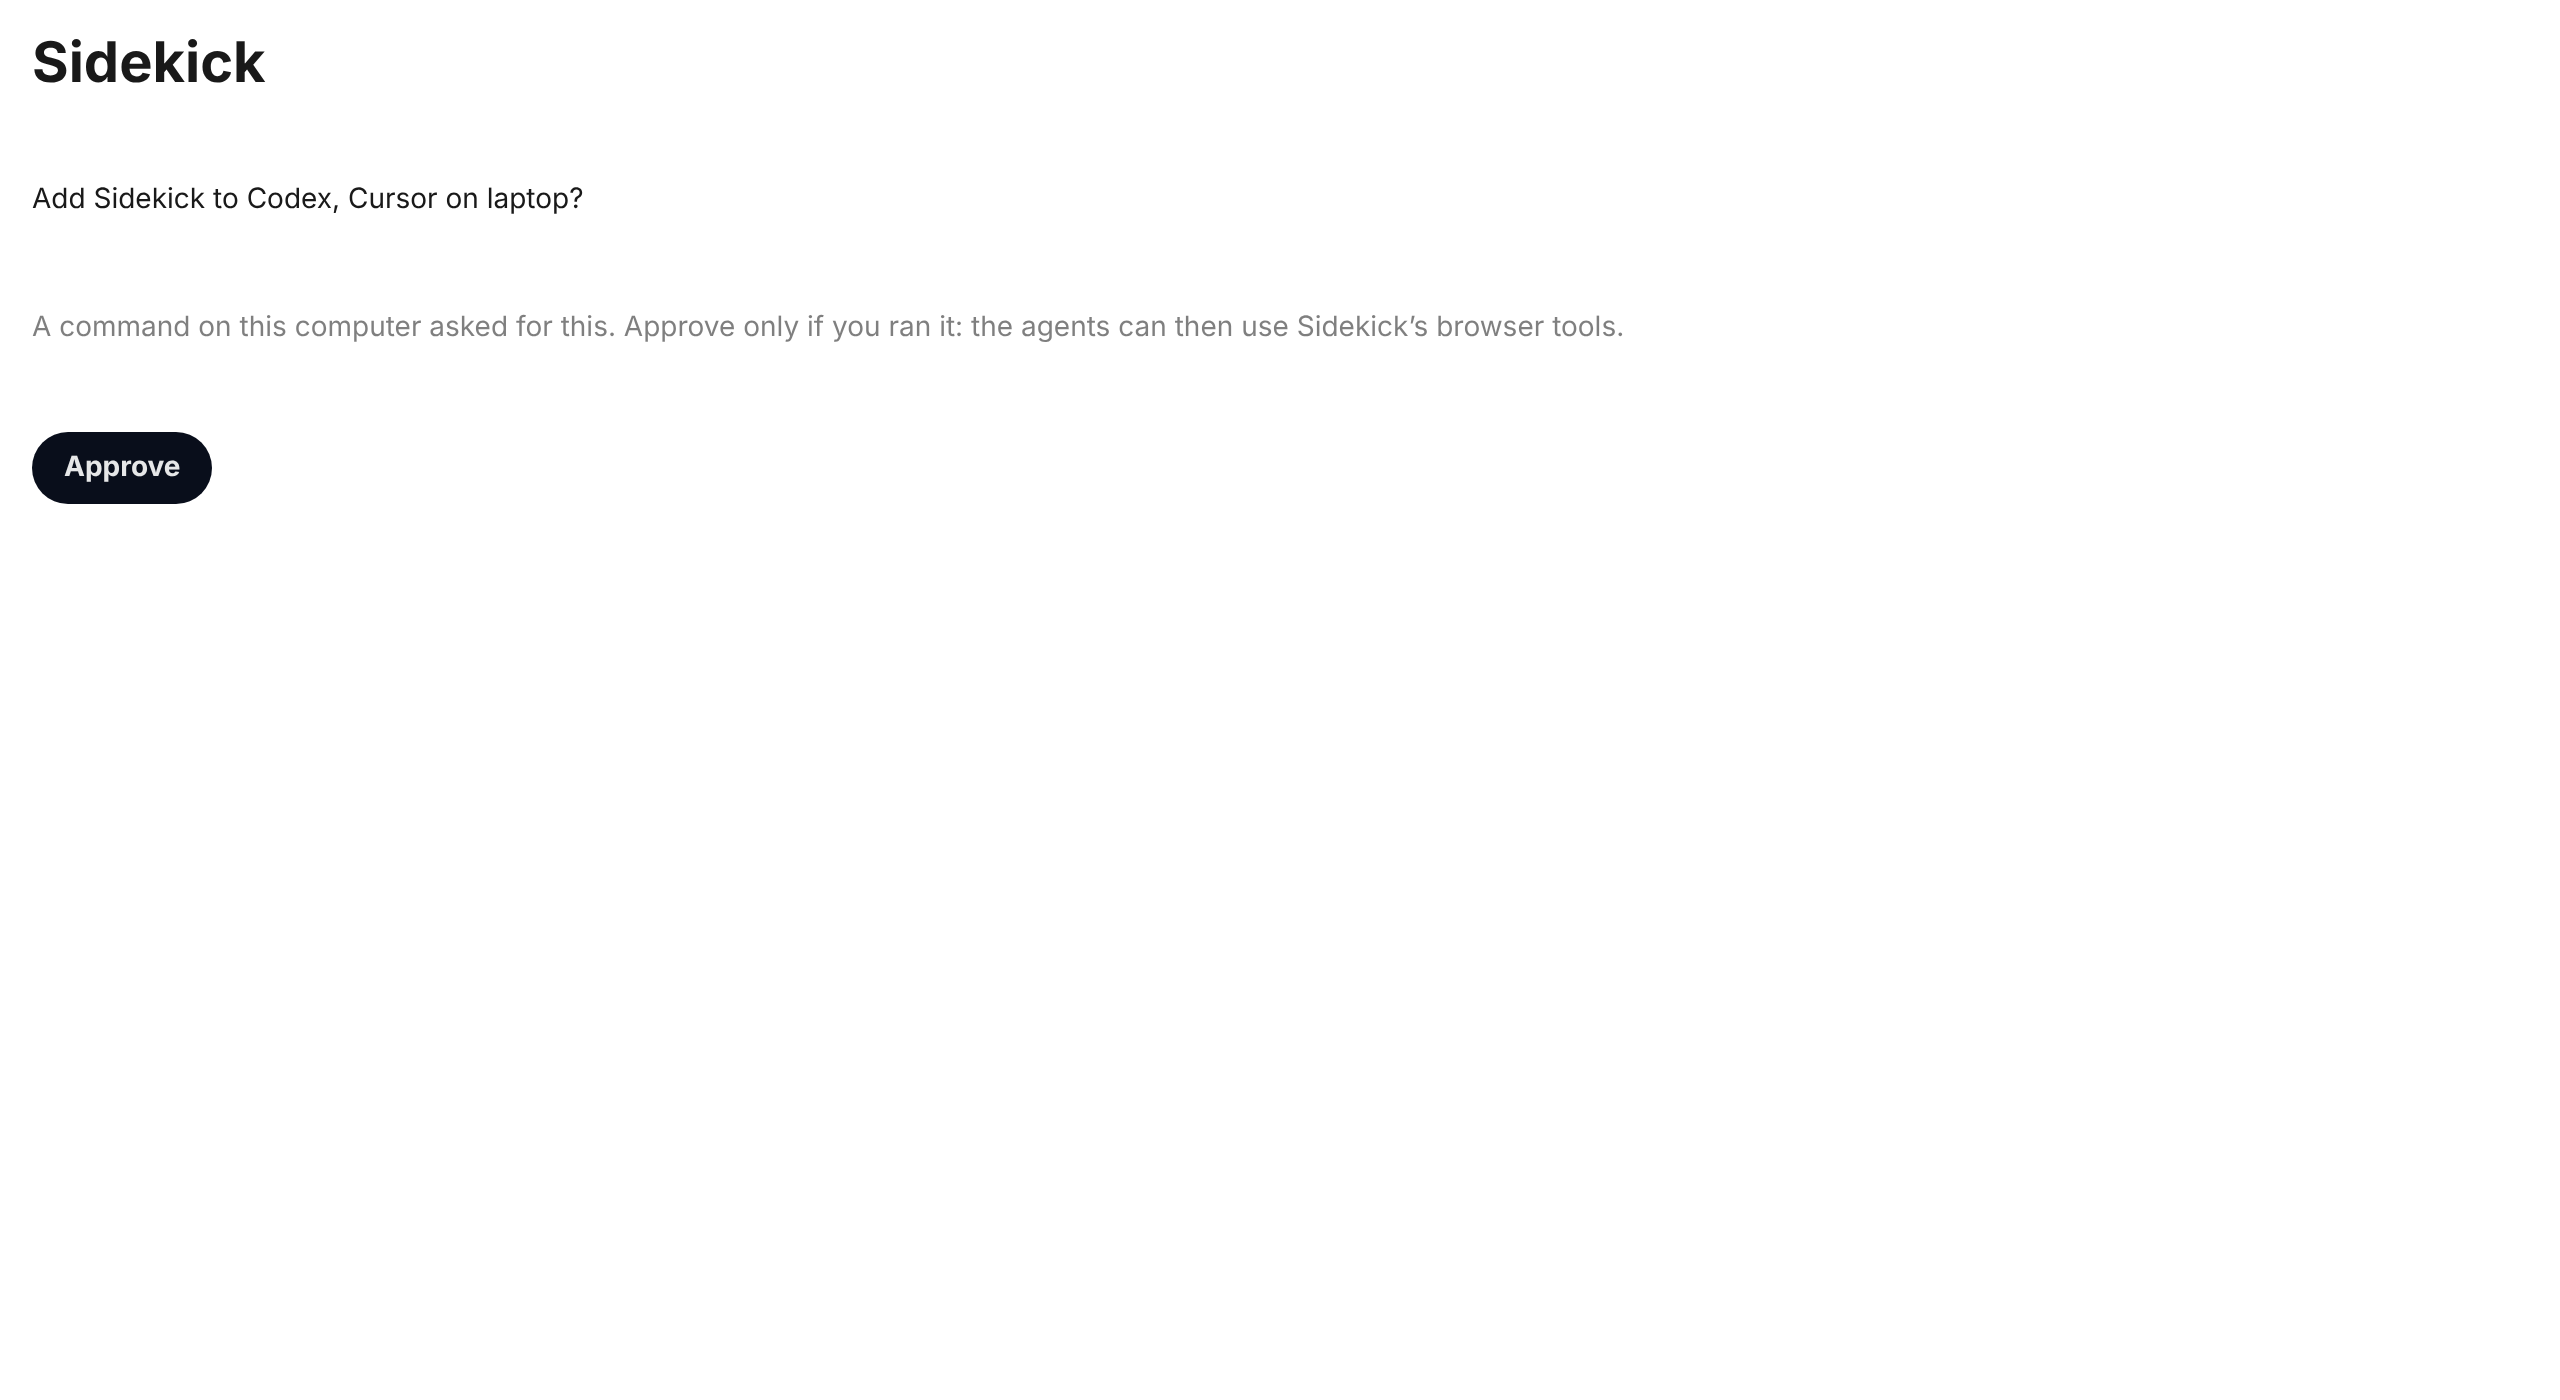 Sidekick
Add Sidekick to Codex, Cursor on laptop?
A command on this computer asked for this. Approve only if you ran it: the agents can then use Sidekick’s browser tools.
Approve